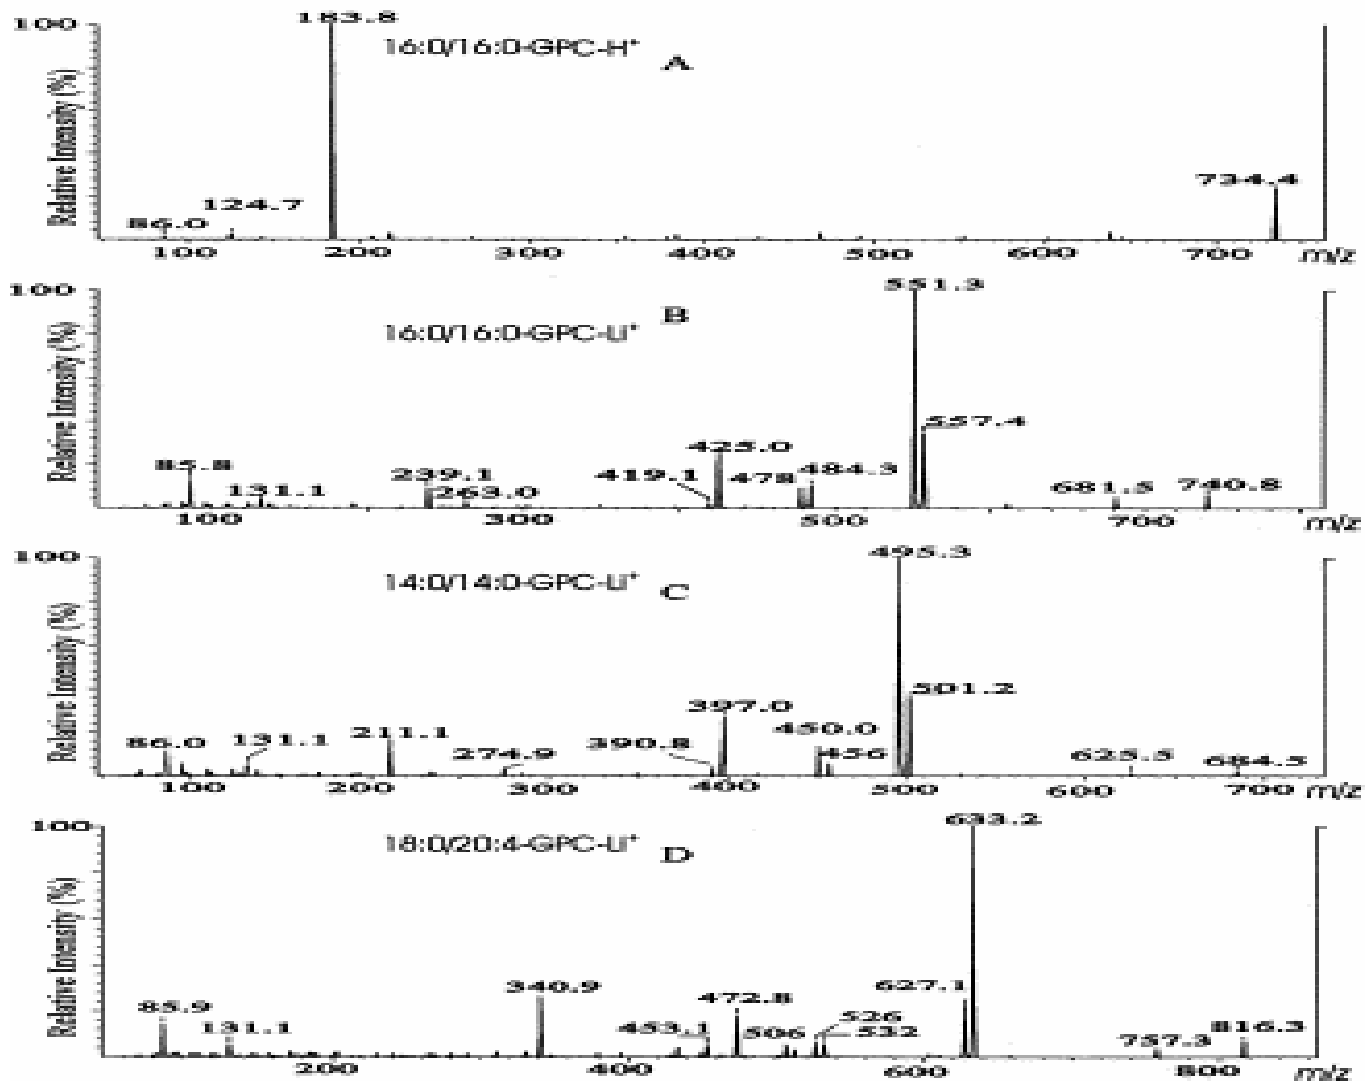 100
183.8
16:0/16:0-GPC-H⁺
A
Relative Intensity (%)
86.0
124.7
734.4
100 200 300 400 500 600 700 m/z
100
551.3
16:0/16:0-GPC-Li⁺
B
Relative Intensity (%)
85.8
131.1
239.1
263.0
419.1
425.0
478
484.3
557.4
681.5
740.8
100 300 500 700 m/z
100
495.3
14:0/14:0-GPC-Li⁺
C
Relative Intensity (%)
86.0
131.1
211.1
274.9
390.8
397.0
450.0
456
501.2
625.5
684.5
100 200 300 400 500 600 700 m/z
100
633.2
18:0/20:4-GPC-Li⁺
D
Relative Intensity (%)
85.9
131.1
340.9
453.1
472.8
506
526
532
627.1
757.3
816.3
200 400 600 800 m/z